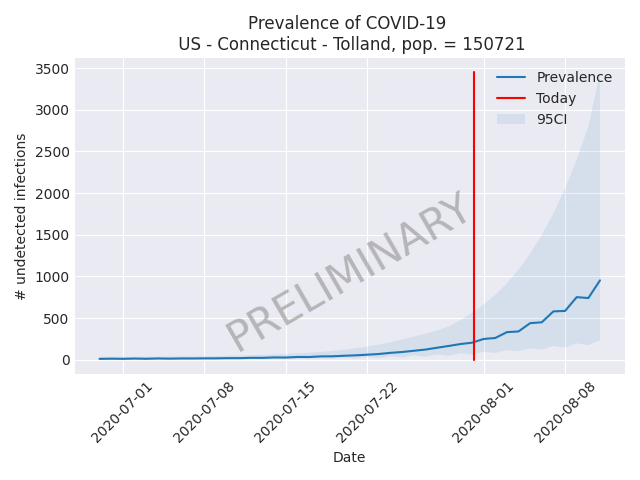 Prevalence of COVID-19
US - Connecticut - Tolland, pop. = 150721
3500
3000
2500
2000
1500
1000
500
0
# undetected infections
Prevalence
Today
95CI
PRELIMINARY
2020-07-01
2020-07-08
2020-07-15
2020-07-22
2020-08-01
2020-08-08
Date